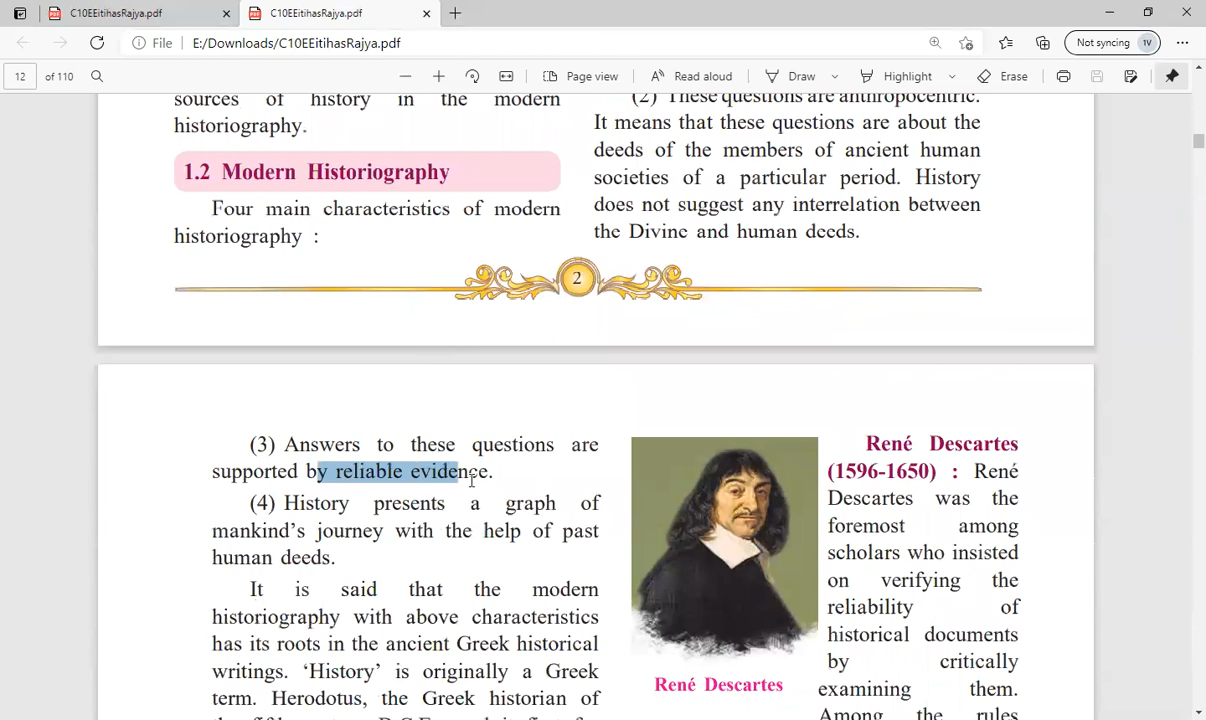 C10EEitihasRajya.pdf
C10EEitihasRajya.pdf
File E:/Downloads/C10EEitihasRajya.pdf
Not syncing 1V
12 of 110
Page view
Read aloud
Draw
Highlight
Erase
sources of history in the modern
historiography.
1.2 Modern Historiography
Four main characteristics of modern
historiography :
(2) These questions are anthropocentric.
It means that these questions are about the
deeds of the members of ancient human
societies of a particular period. History
does not suggest any interrelation between
the Divine and human deeds.
2
(3) Answers to these questions are
supported by reliable evidence.
(4) History presents a graph of
mankind’s journey with the help of past
human deeds.
It is said that the modern
historiography with above characteristics
has its roots in the ancient Greek historical
writings. ‘History’ is originally a Greek
term. Herodotus, the Greek historian of
René Descartes
René Descartes
(1596-1650) : René
Descartes was the
foremost among
scholars who insisted
on verifying the
reliability of
historical documents
by critically
examining them.
Among the rules